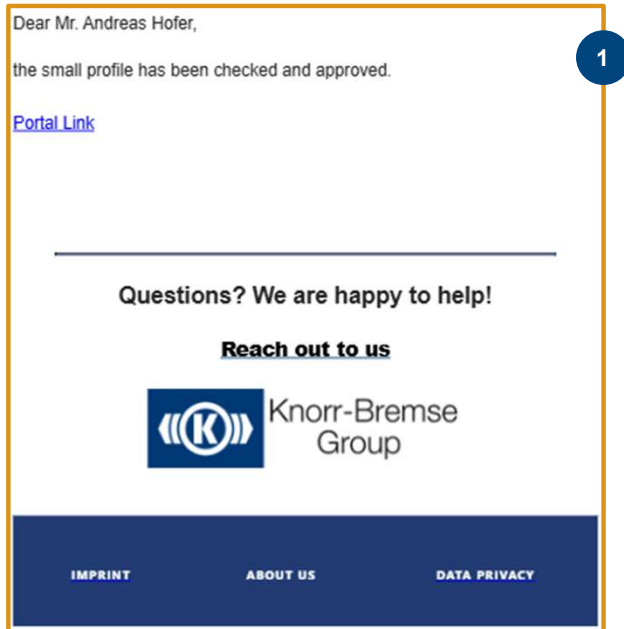 Dear Mr. Andreas Hofer,
1
the small profile has been checked and approved.
Portal Link
Questions? We are happy to help!
Reach out to us
K
Knorr-Bremse
Group
IMPRINT ABOUT US DATA PRIVACY